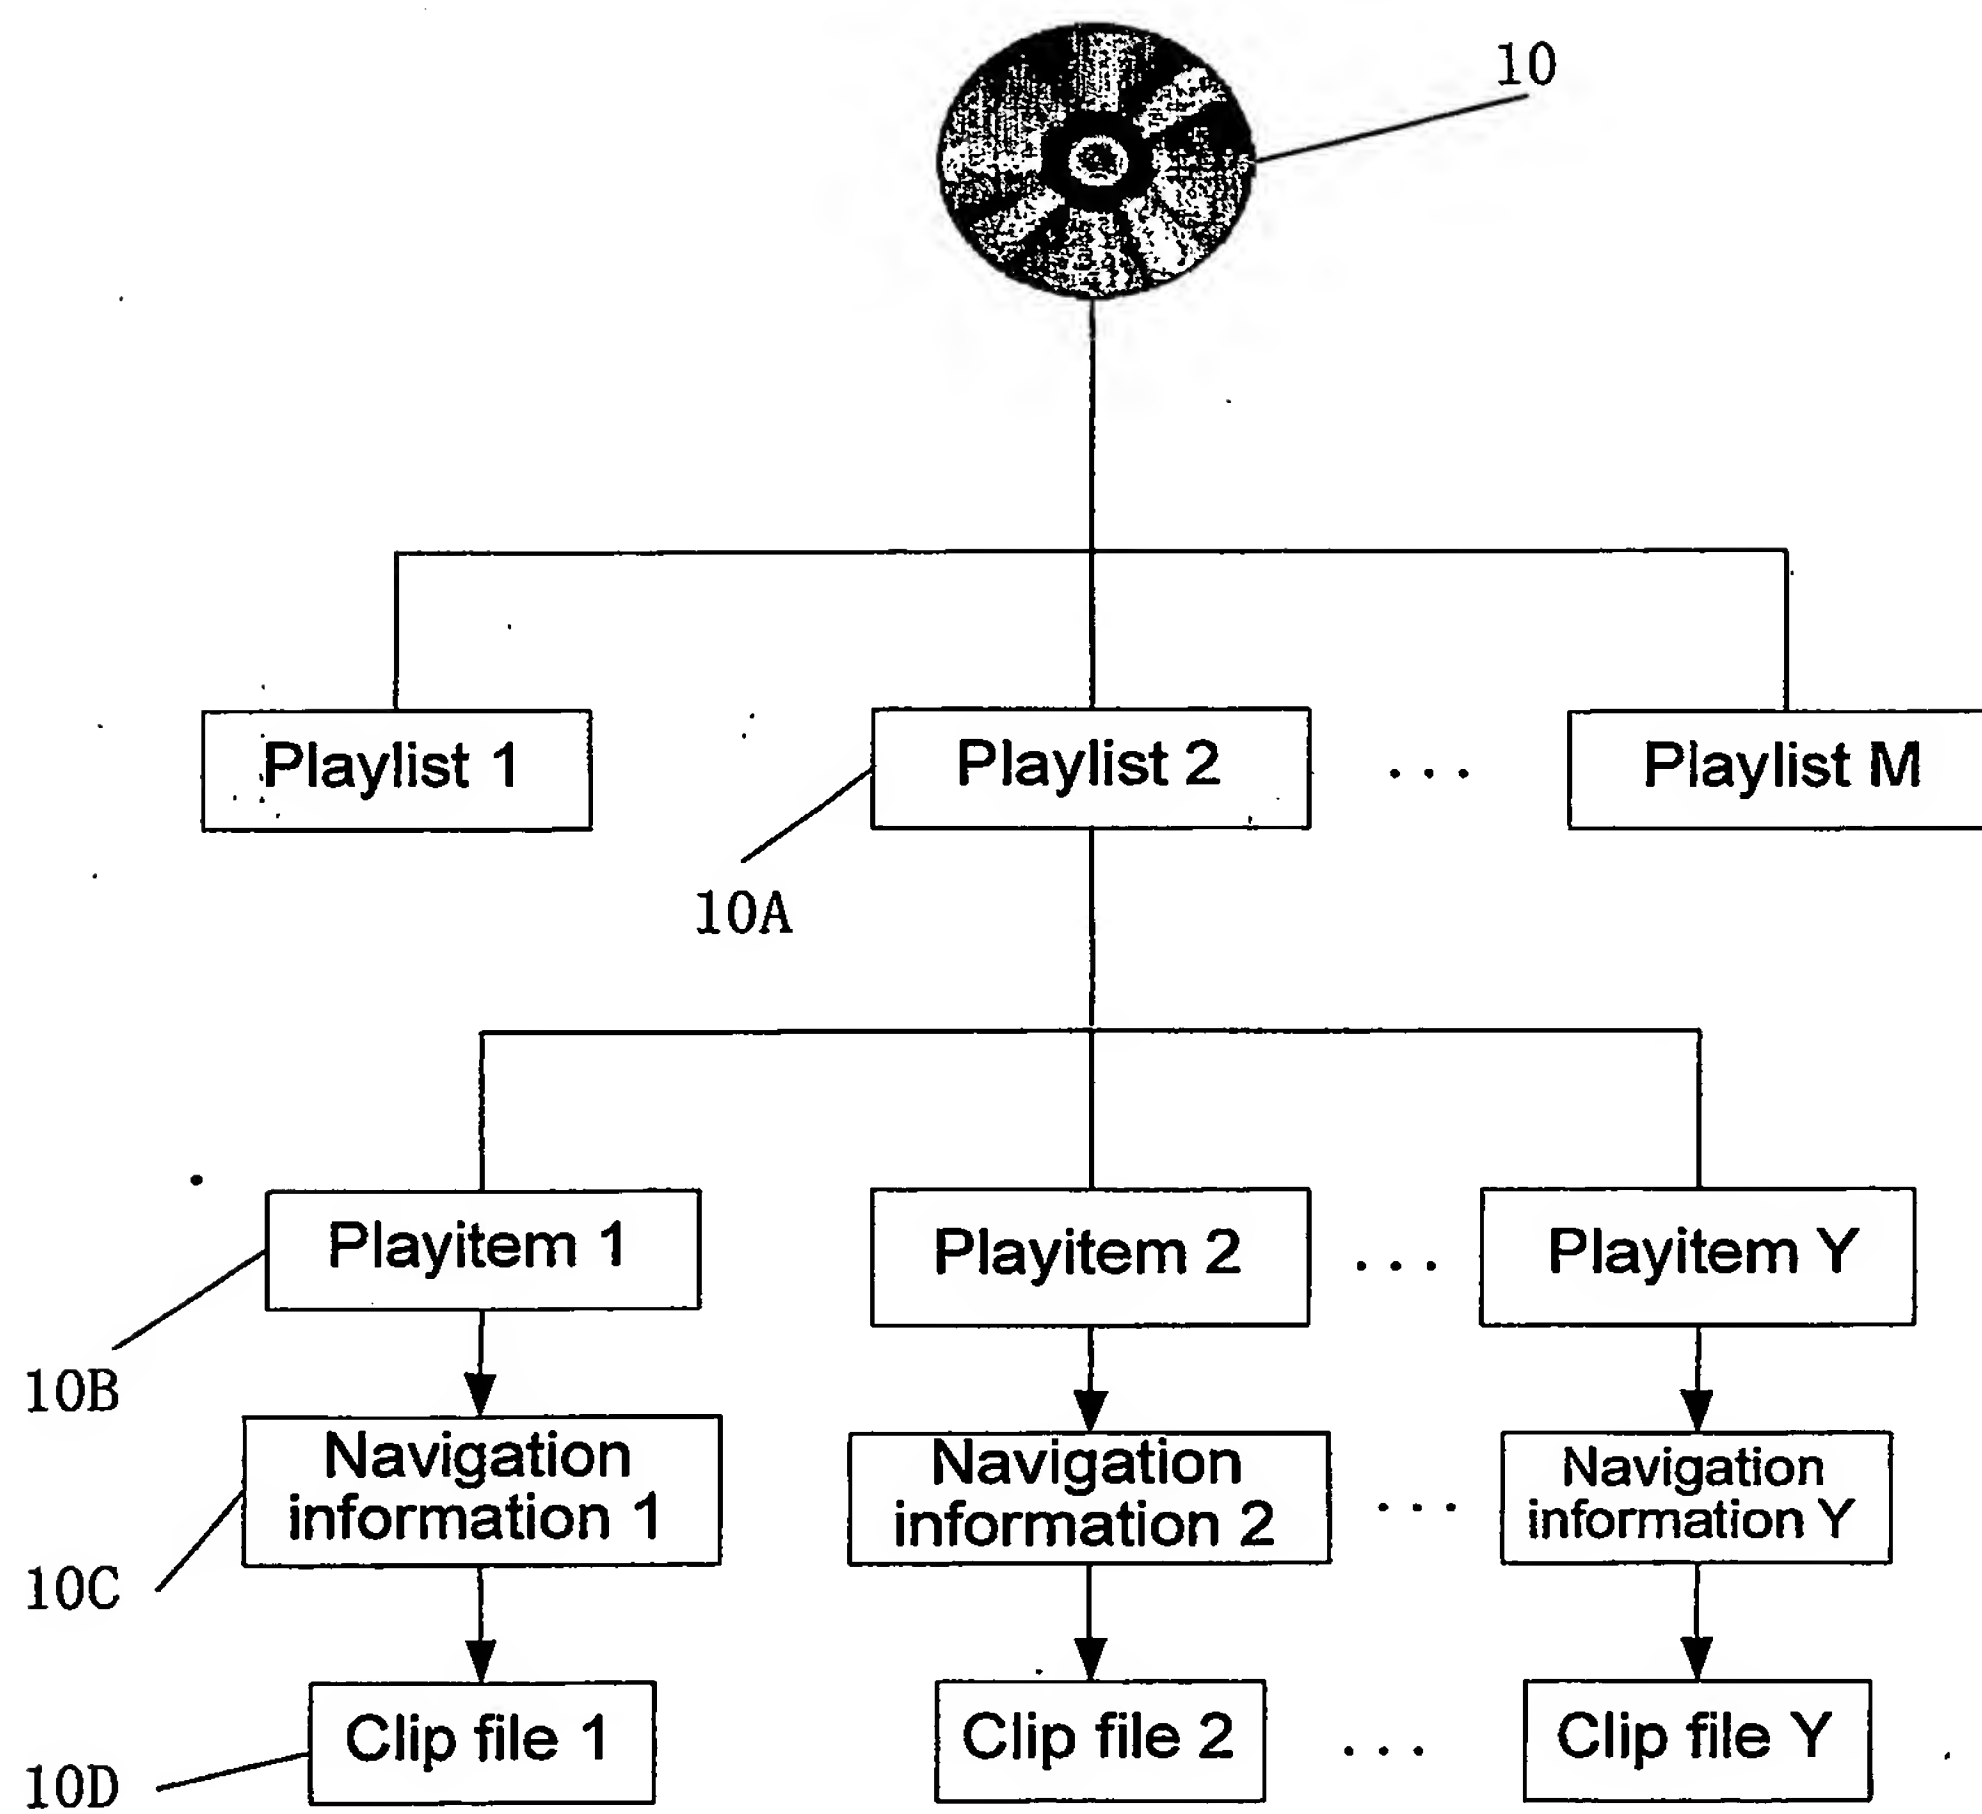 10
Playlist 1
Playlist 2
...
Playlist M
10A
Playitem 1
Playitem 2
...
Playitem Y
10B
Navigation
information 1
Navigation
information 2
...
Navigation
information Y
10C
Clip file 1
Clip file 2
...
Clip file Y
10D